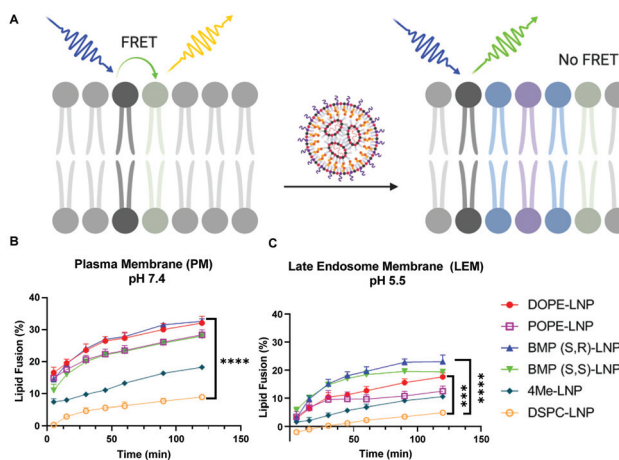 A
FRET
No FRET
B
Plasma Membrane (PM)
pH 7.4
Lipid Fusion (%)
40
30
20
10
0
0
50
100
150
Time (min)
****
C
Late Endosome Membrane (LEM)
pH 5.5
Lipid Fusion (%)
40
30
20
10
0
0
50
100
150
Time (min)
***
****
DOPE-LNP
POPE-LNP
BMP (S,R)-LNP
BMP (S,S)-LNP
4Me-LNP
DSPC-LNP